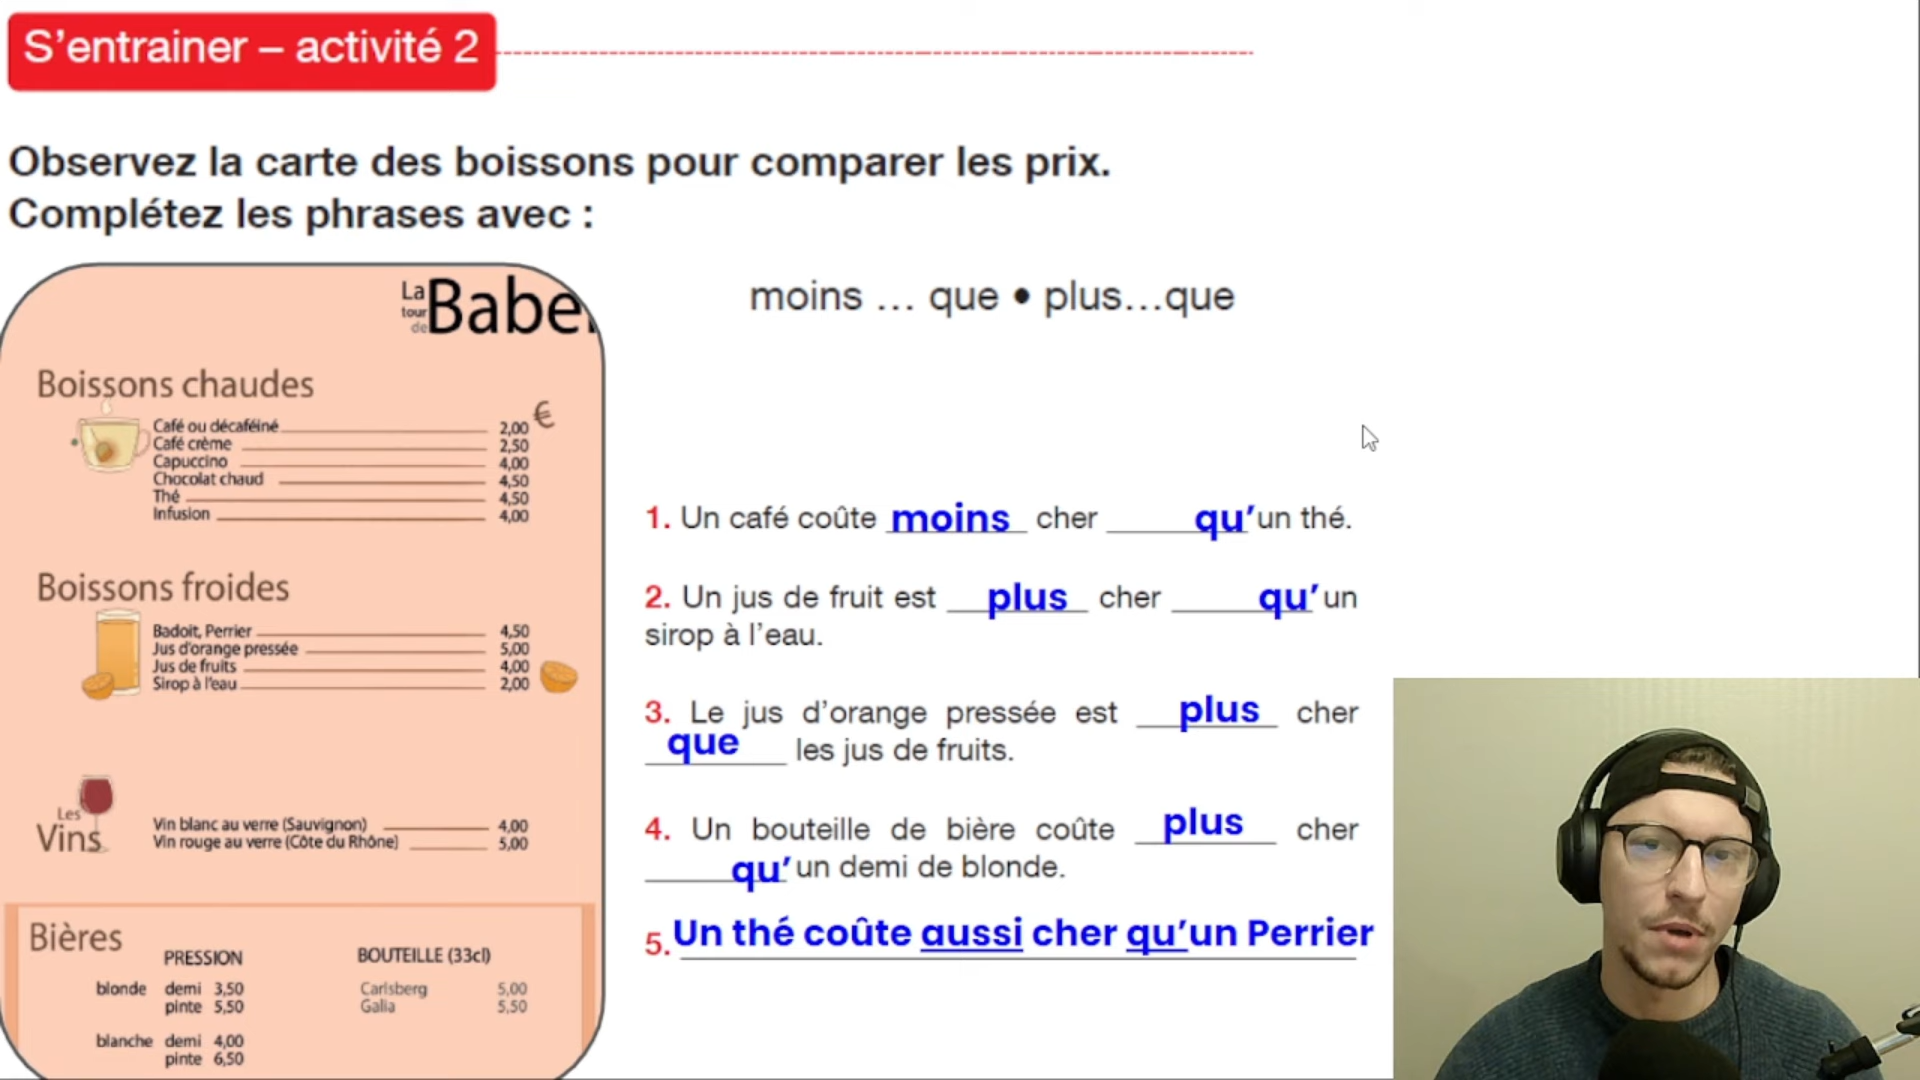 S'entrainer – activité 2
Observez la carte des boissons pour comparer les prix.
Complétez les phrases avec :
La tour de Babel
moins ... que • plus...que
Boissons chaudes
€
Café ou décaféiné 2,00
Café crème 2,50
Capuccino 4,00
Chocolat chaud 4,50
Thé 4,50
Infusion 4,00
Boissons froides
Badoit, Perrier 4,50
Jus d'orange pressée 5,00
Jus de fruits 4,00
Sirop à l'eau 2,00
Les Vins
Vin blanc au verre (Sauvignon) 4,00
Vin rouge au verre (Côte du Rhône) 5,00
Bières
PRESSION
BOUTEILLE (33cl)
blonde demi 3,50
pinte 5,50
Carlsberg 5,00
Galia 5,50
blanche demi 4,00
pinte 6,50
1. Un café coûte moins cher qu'un thé.
2. Un jus de fruit est plus cher qu'un
sirop à l'eau.
3. Le jus d'orange pressée est plus cher
que les jus de fruits.
4. Un bouteille de bière coûte plus cher
qu'un demi de blonde.
5. Un thé coûte aussi cher qu'un Perrier